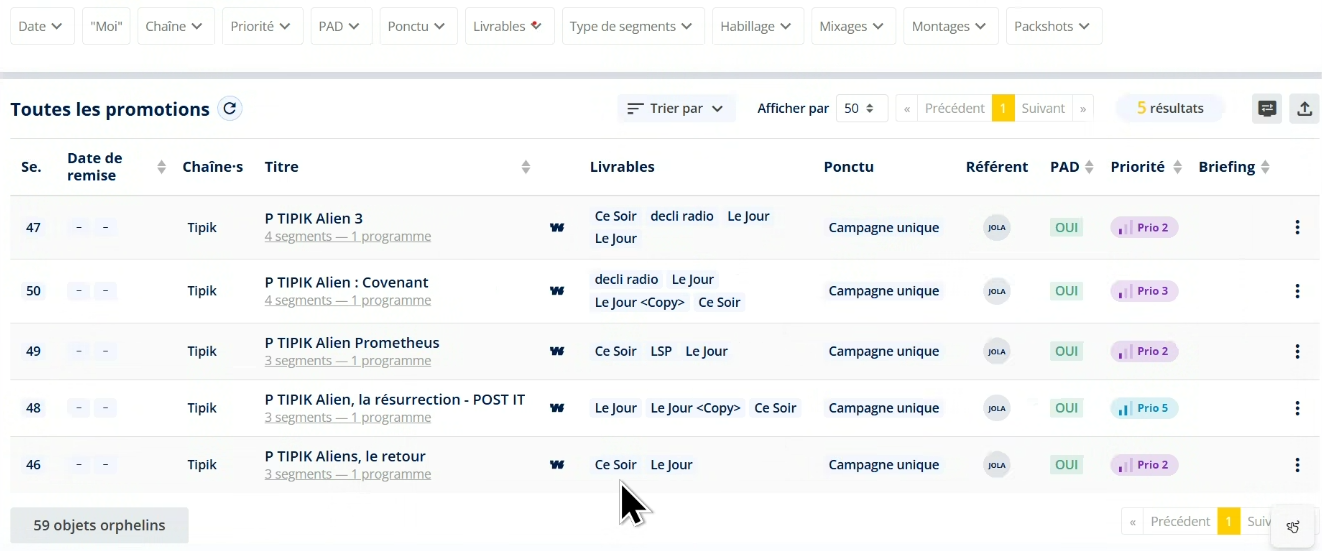 Date "Moi" Chaîne Priorité PAD Ponctu Livrables Type de segments Habillage Mixages Montages Packshots
Toutes les promotions Trier par Afficher par 50 « Précédent 1 Suivant » 5 résultats
Se. Date de remise Chaîne·s Titre Livrables Ponctu Référent PAD Priorité Briefing
47 – – Tipik P TIPIK Alien 3 Ce Soir decli radio Le Jour Campagne unique JOLA OUI Prio 2
4 segments — 1 programme Le Jour
50 – – Tipik P TIPIK Alien : Covenant decli radio Le Jour Campagne unique JOLA OUI Prio 3
4 segments — 1 programme Le Jour <Copy> Ce Soir
49 – – Tipik P TIPIK Alien Prometheus Ce Soir LSP Le Jour Campagne unique JOLA OUI Prio 2
3 segments — 1 programme
48 – – Tipik P TIPIK Alien, la résurrection - POST IT Le Jour Le Jour <Copy> Ce Soir Campagne unique JOLA OUI Prio 5
3 segments — 1 programme
46 – – Tipik P TIPIK Aliens, le retour Ce Soir Le Jour Campagne unique JOLA OUI Prio 2
3 segments — 1 programme
59 objets orphelins « Précédent 1 Suiv